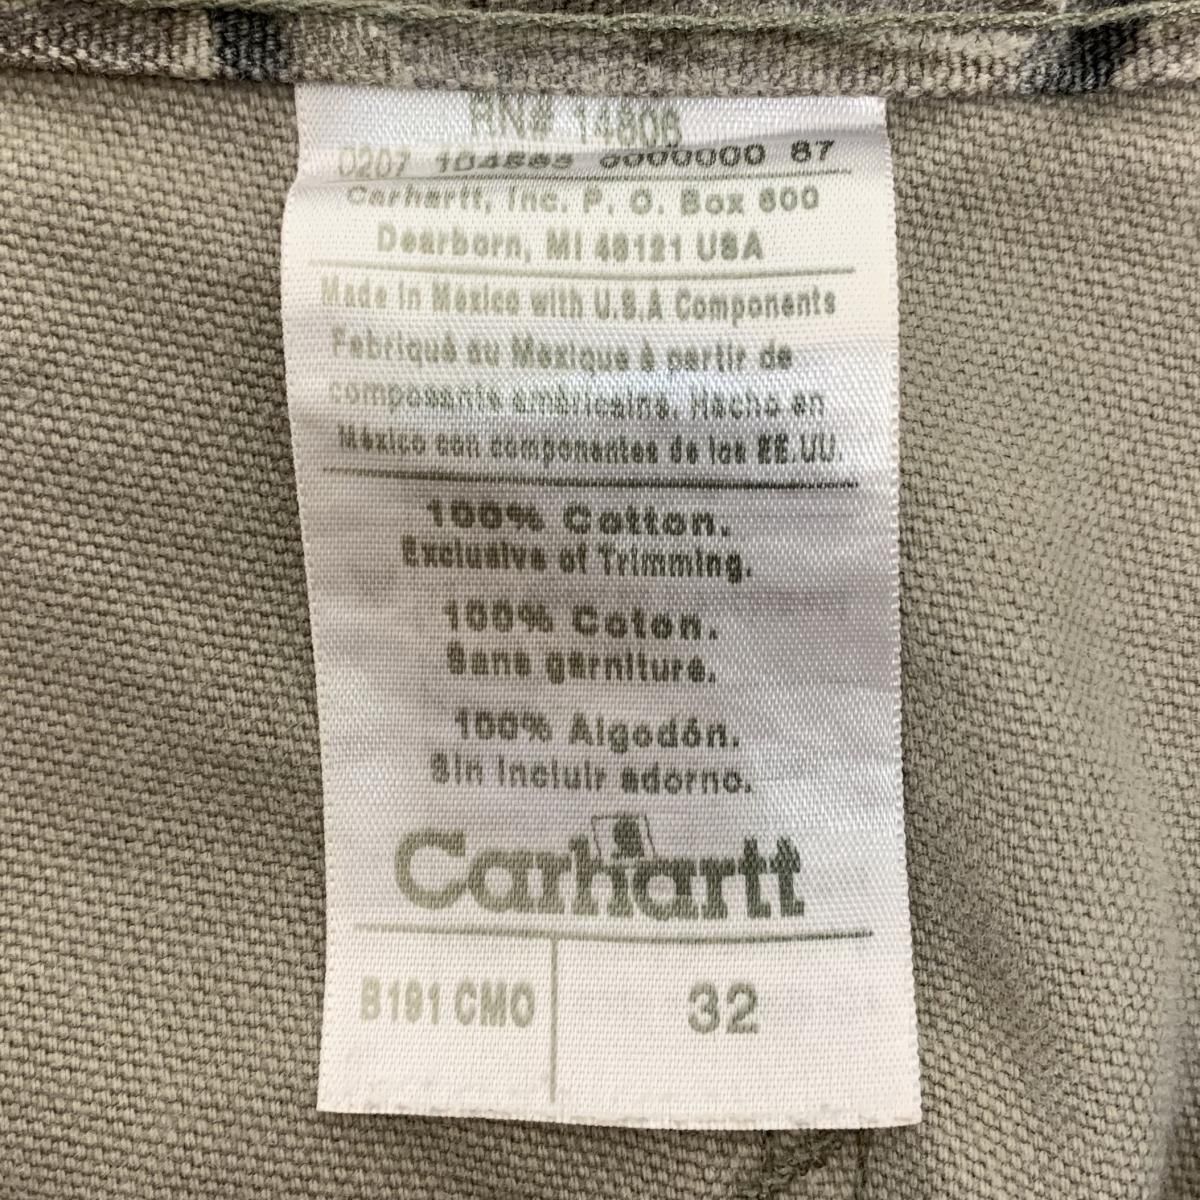 RN# 14806
0207 104883 0000000 87
Carhartt, Inc. P. O. Box 600
Dearborn, MI 48121 USA
Made in Mexico with U.S.A Components
Fabriqué au Mexique à partir de
composants américains. Hecho en
México con componentes de los EE.UU.
100% Cotton.
Exclusive of Trimming.
100% Coton.
Sans garniture.
100% Algodón.
Sin incluir adorno.
Carhartt
B191 CMO
32